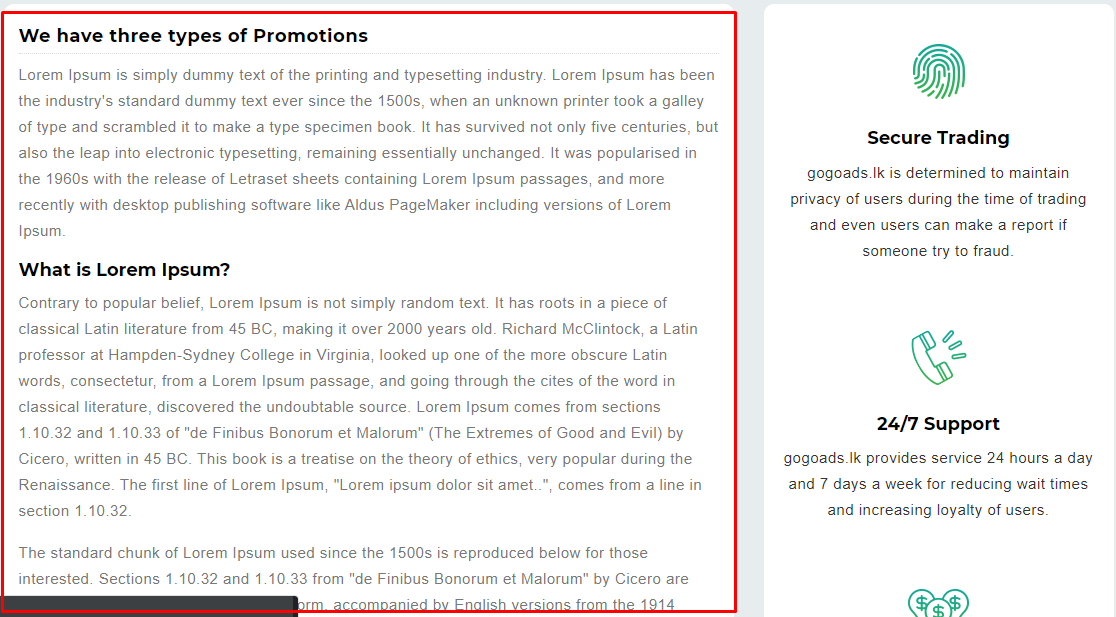 We have three types of Promotions
Lorem Ipsum is simply dummy text of the printing and typesetting industry. Lorem Ipsum has been
the industry's standard dummy text ever since the 1500s, when an unknown printer took a galley
of type and scrambled it to make a type specimen book. It has survived not only five centuries, but
also the leap into electronic typesetting, remaining essentially unchanged. It was popularised in
the 1960s with the release of Letraset sheets containing Lorem Ipsum passages, and more
recently with desktop publishing software like Aldus PageMaker including versions of Lorem
Ipsum.
What is Lorem Ipsum?
Contrary to popular belief, Lorem Ipsum is not simply random text. It has roots in a piece of
classical Latin literature from 45 BC, making it over 2000 years old. Richard McClintock, a Latin
professor at Hampden-Sydney College in Virginia, looked up one of the more obscure Latin
words, consectetur, from a Lorem Ipsum passage, and going through the cites of the word in
classical literature, discovered the undoubtable source. Lorem Ipsum comes from sections
1.10.32 and 1.10.33 of "de Finibus Bonorum et Malorum" (The Extremes of Good and Evil) by
Cicero, written in 45 BC. This book is a treatise on the theory of ethics, very popular during the
Renaissance. The first line of Lorem Ipsum, "Lorem ipsum dolor sit amet..", comes from a line in
section 1.10.32.
The standard chunk of Lorem Ipsum used since the 1500s is reproduced below for those
interested. Sections 1.10.32 and 1.10.33 from "de Finibus Bonorum et Malorum" by Cicero are
orm, accompanied by English versions from the 1914
Secure Trading
gogoads.lk is determined to maintain
privacy of users during the time of trading
and even users can make a report if
someone try to fraud.
24/7 Support
gogoads.lk provides service 24 hours a day
and 7 days a week for reducing wait times
and increasing loyalty of users.